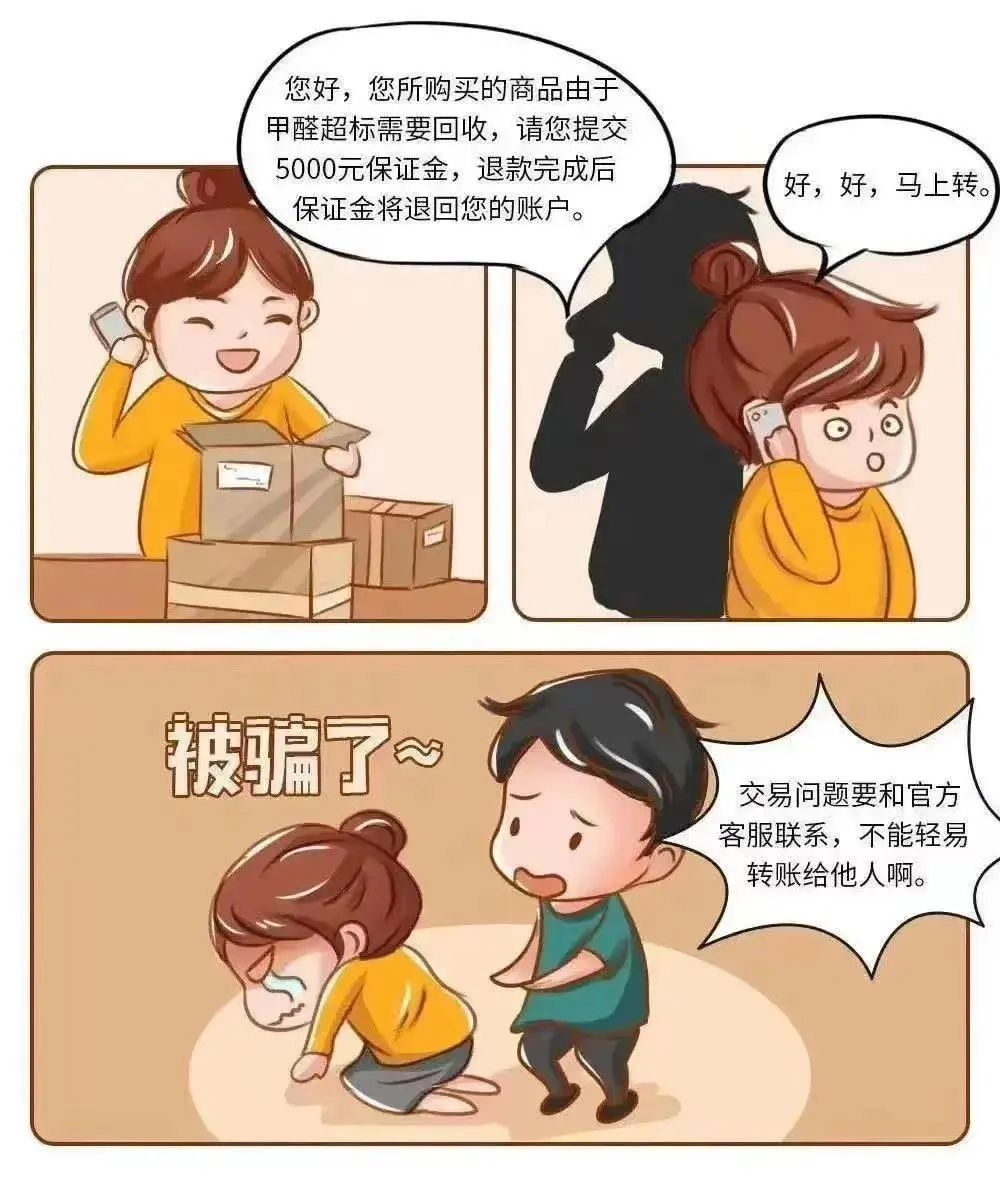 您好，您所购买的商品由于
甲醛超标需要回收，请您提交
5000元保证金，退款完成后
保证金将退回您的账户。
好，好，马上转。
被骗了~
交易问题要和官方
客服联系，不能轻易
转账给他人啊。